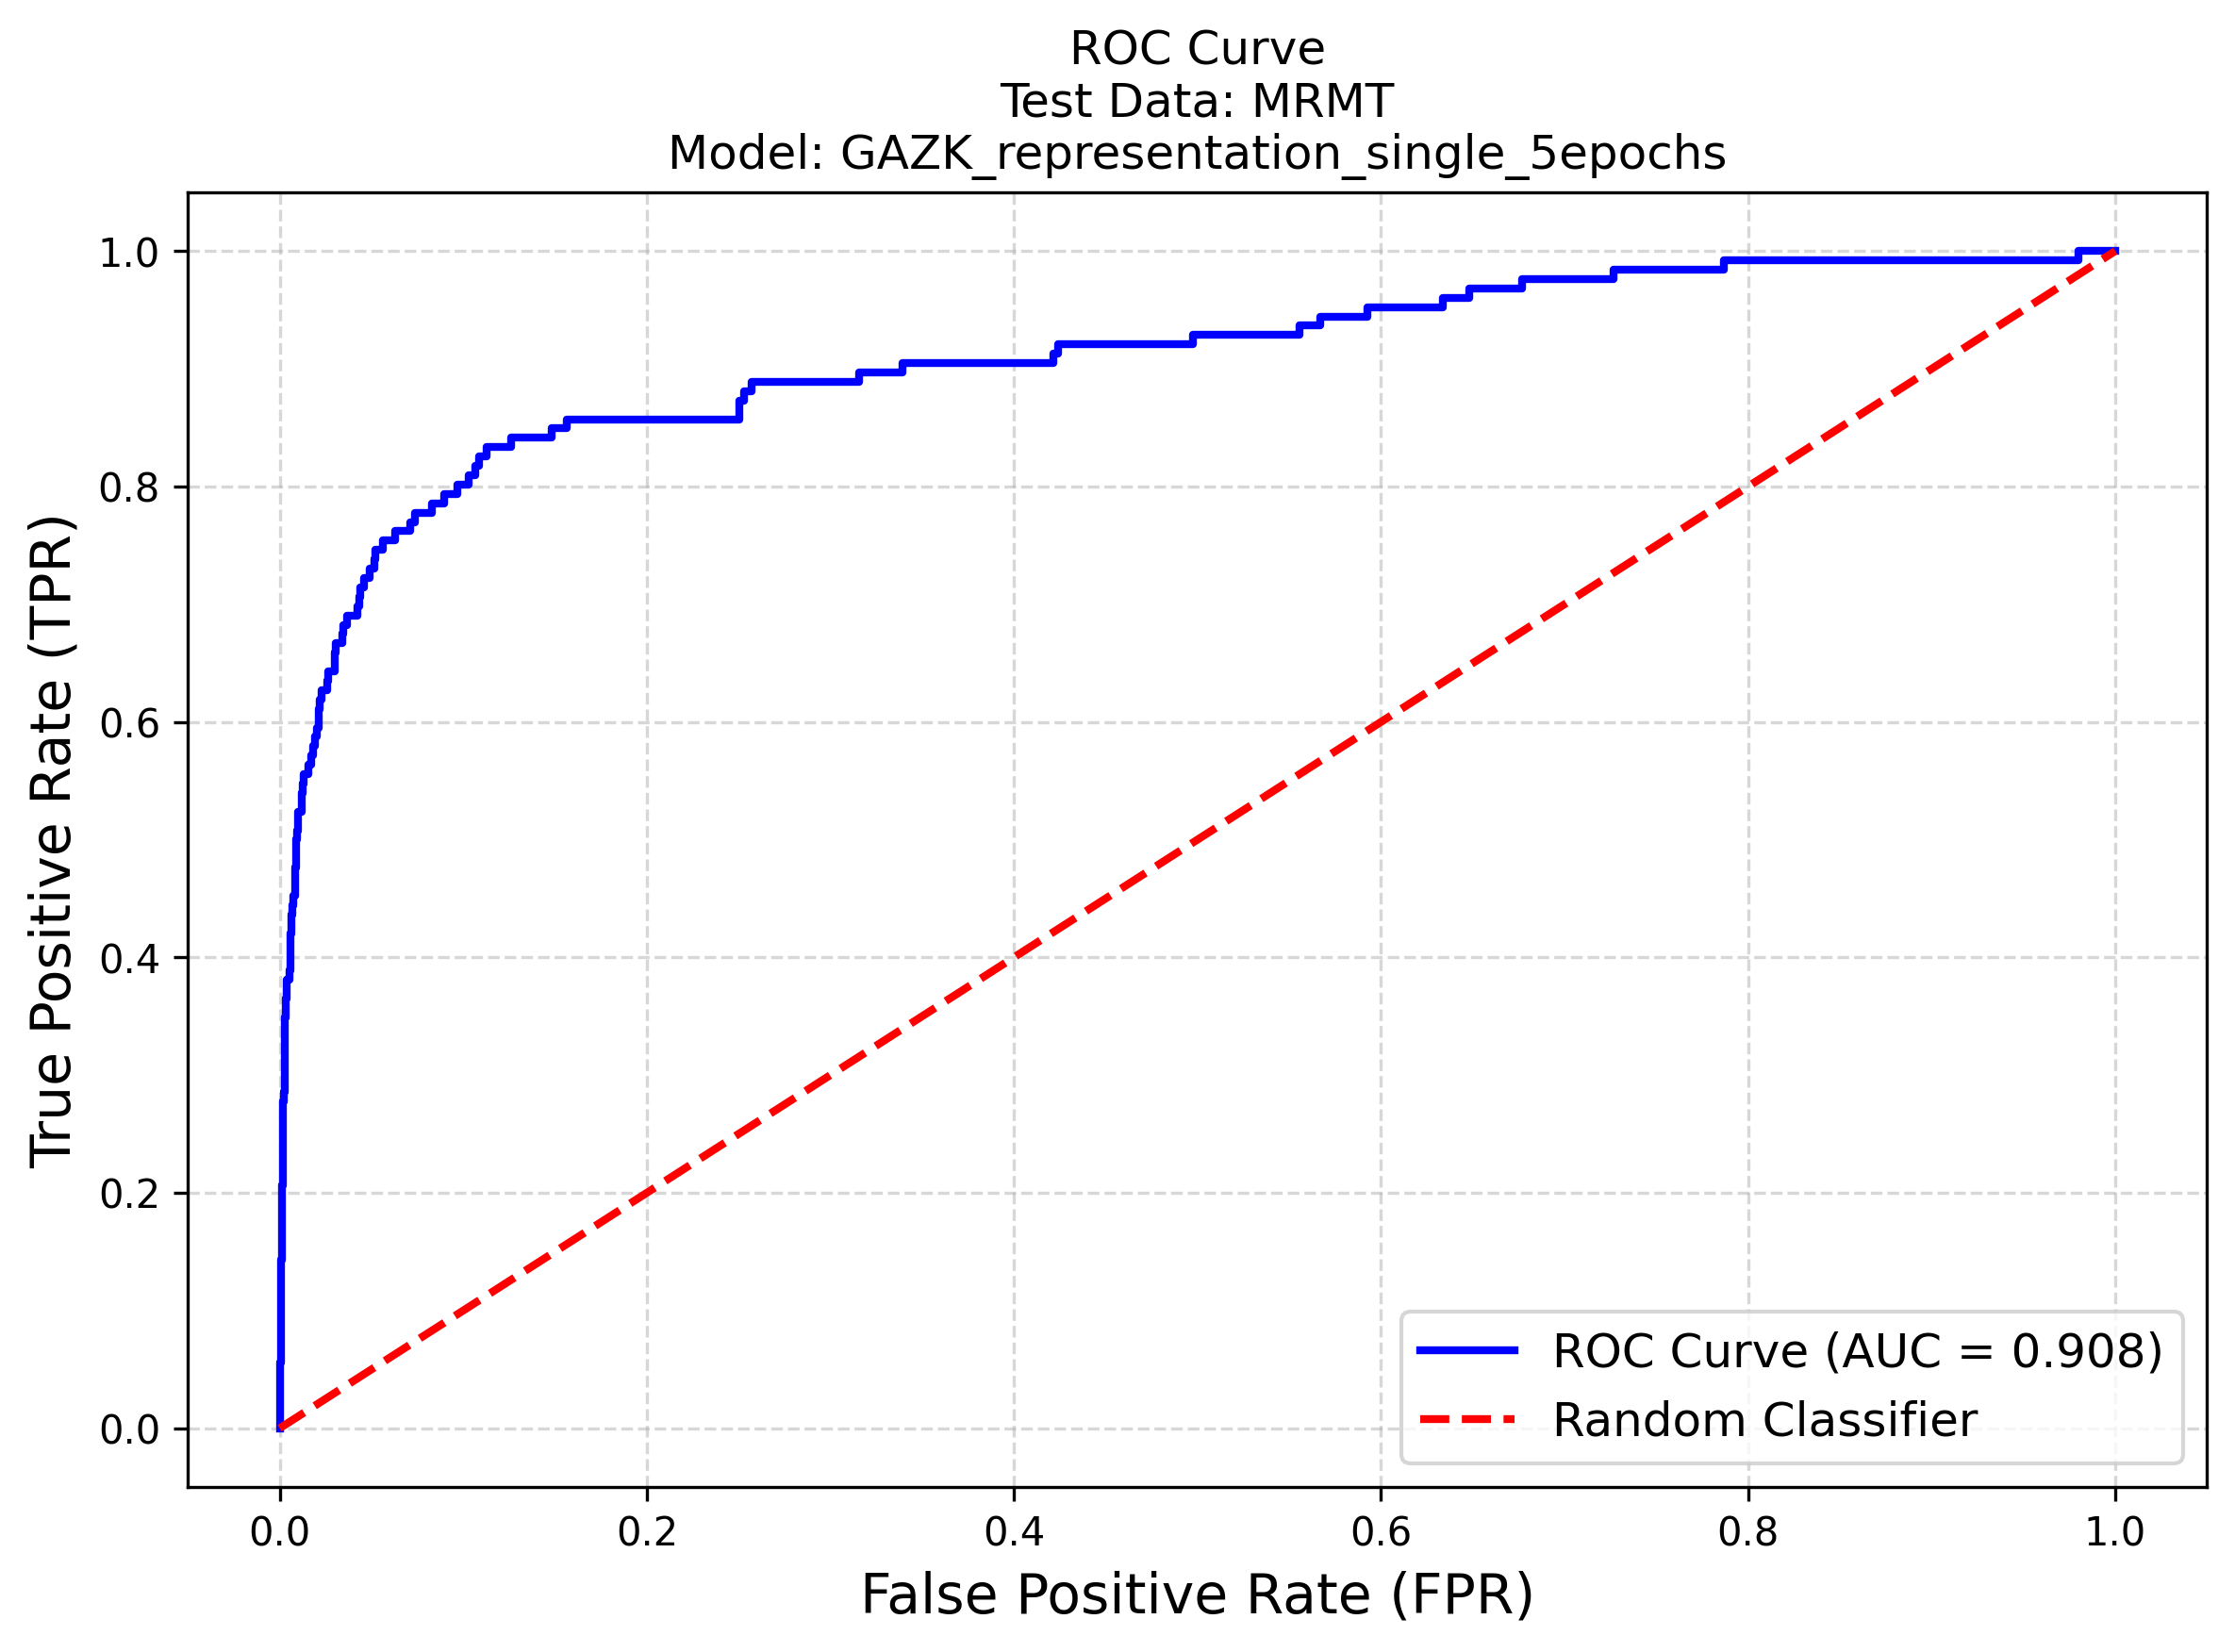 ROC Curve
Test Data: MRMT
Model: GAZK_representation_single_5epochs
True Positive Rate (TPR)
1.0
0.8
0.6
0.4
0.2
0.0
ROC Curve (AUC = 0.908)
Random Classifier
0.0 0.2 0.4 0.6 0.8 1.0
False Positive Rate (FPR)